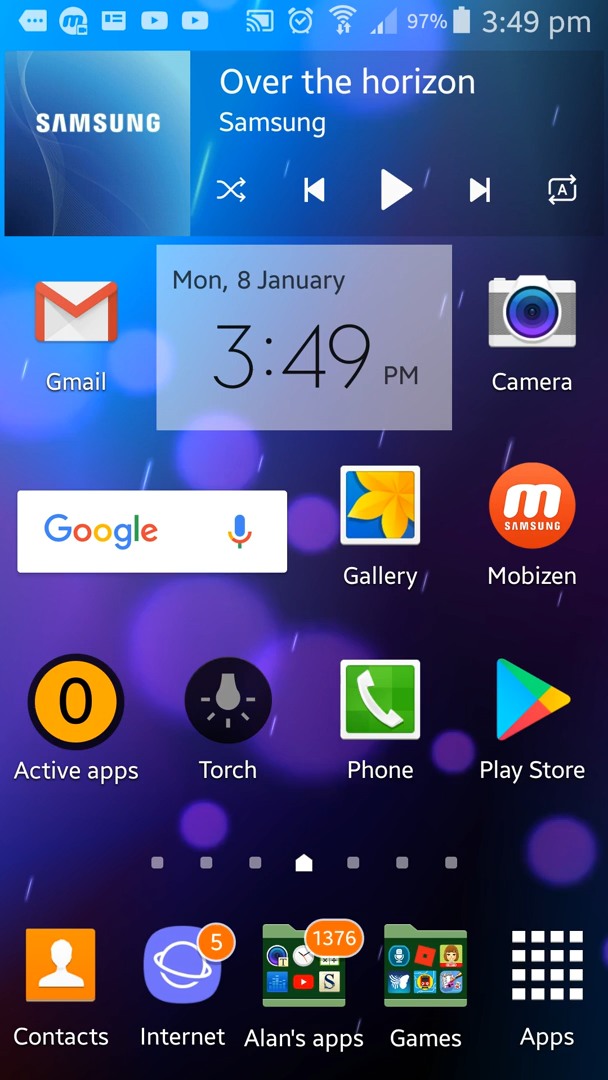 97% 3:49 pm
SAMSUNG
Over the horizon
Samsung
A
Mon, 8 January
3:49 PM
Gmail
Camera
Google
m
SAMSUNG
Gallery
Mobizen
0
Active apps
Torch
Phone
Play Store
5
1376
T
S
Contacts
Internet
Alan's apps
Games
Apps